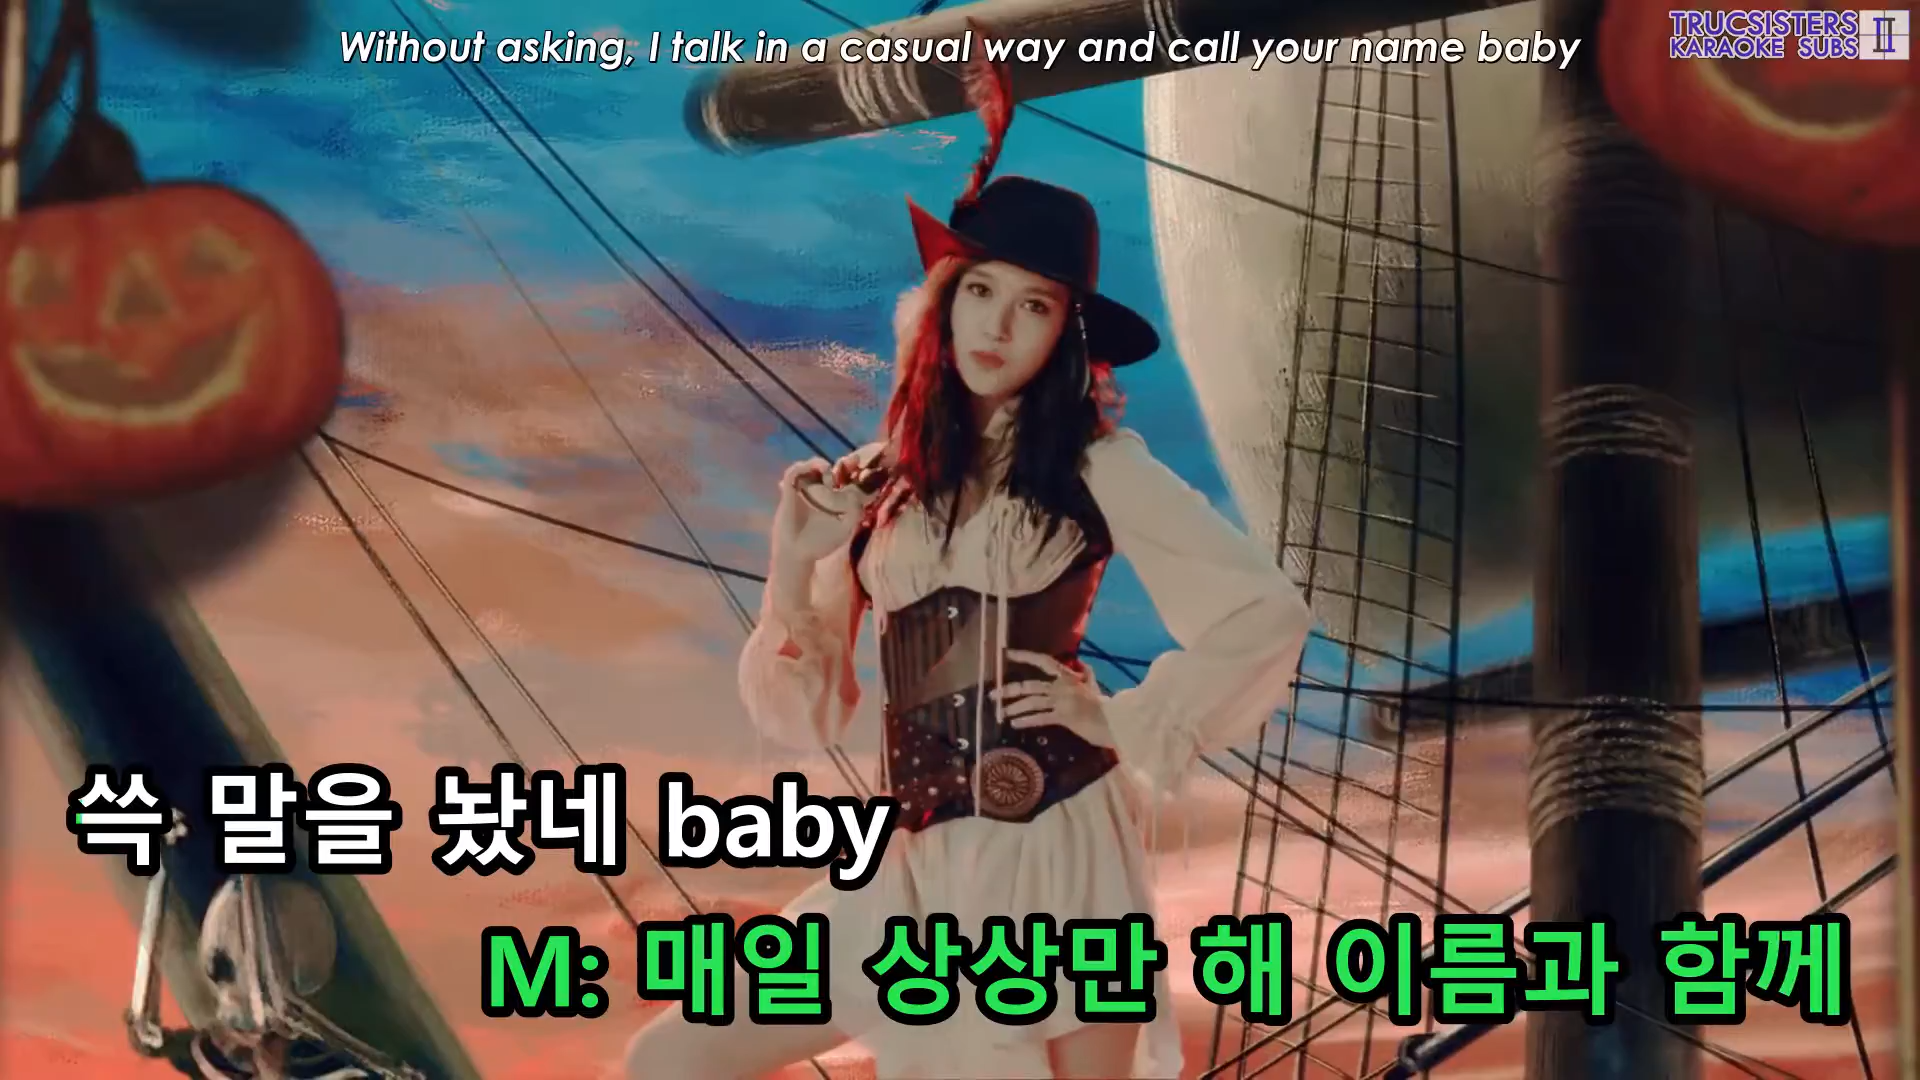 Without asking, I talk in a casual way and call your name baby
TRUCSISTERS
KARAOKE SUBS II
쓱 말을 놨네 baby
M: 매일 상상만 해 이름과 함께